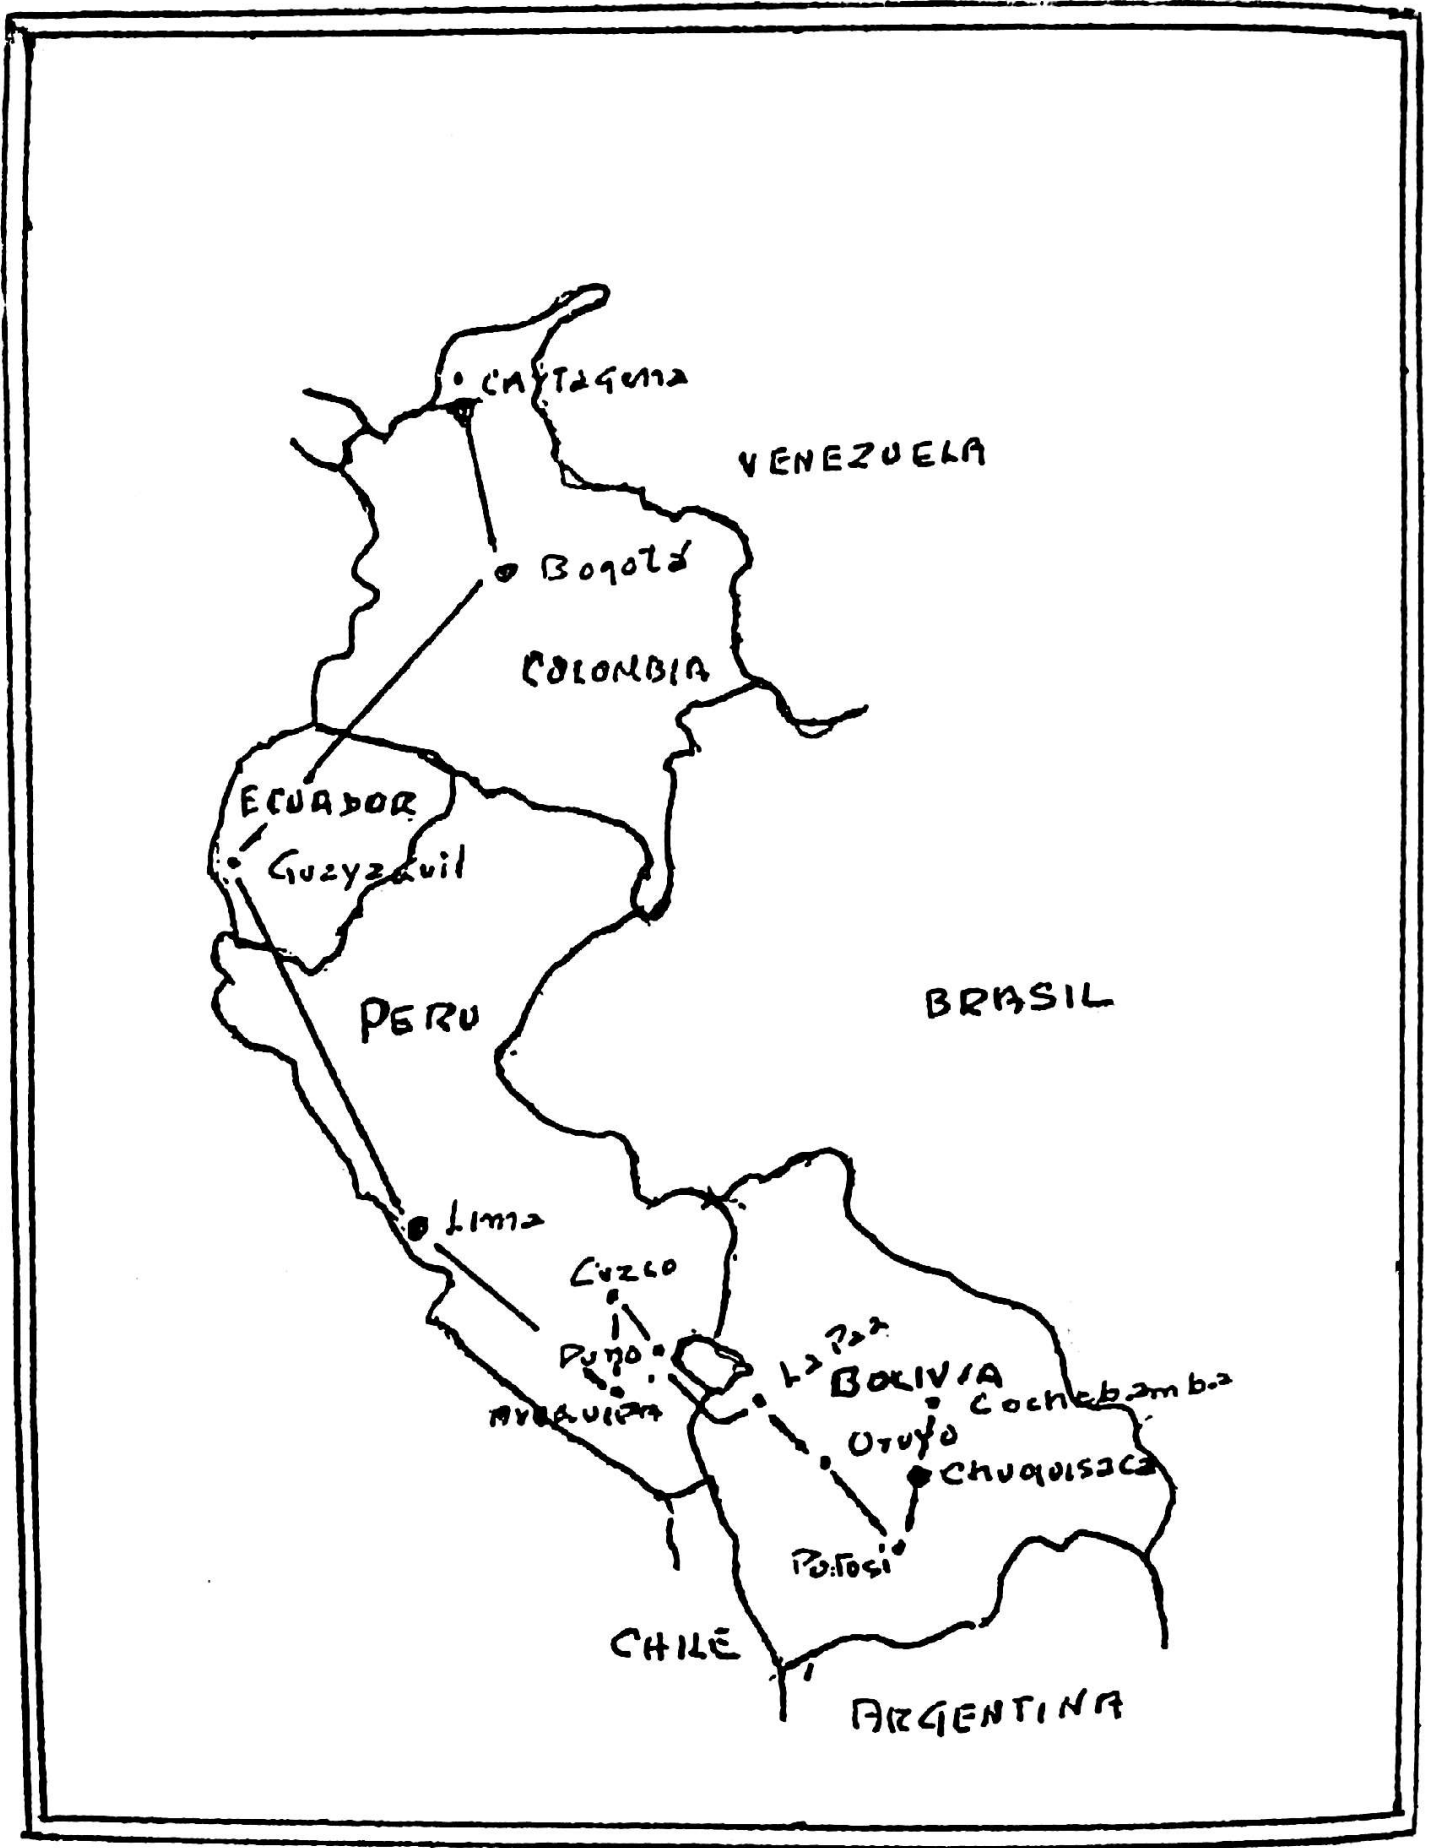 Cartagena
VENEZUELA
Bogotá
COLOMBIA
ECUADOR
Guayaquil
PERU
BRASIL
Lima
Cuzco
Puno
La Paz
BOLIVIA
Cochabamba
Arequipa
Oruro
Chuquisaca
Potosí
CHILE
ARGENTINA